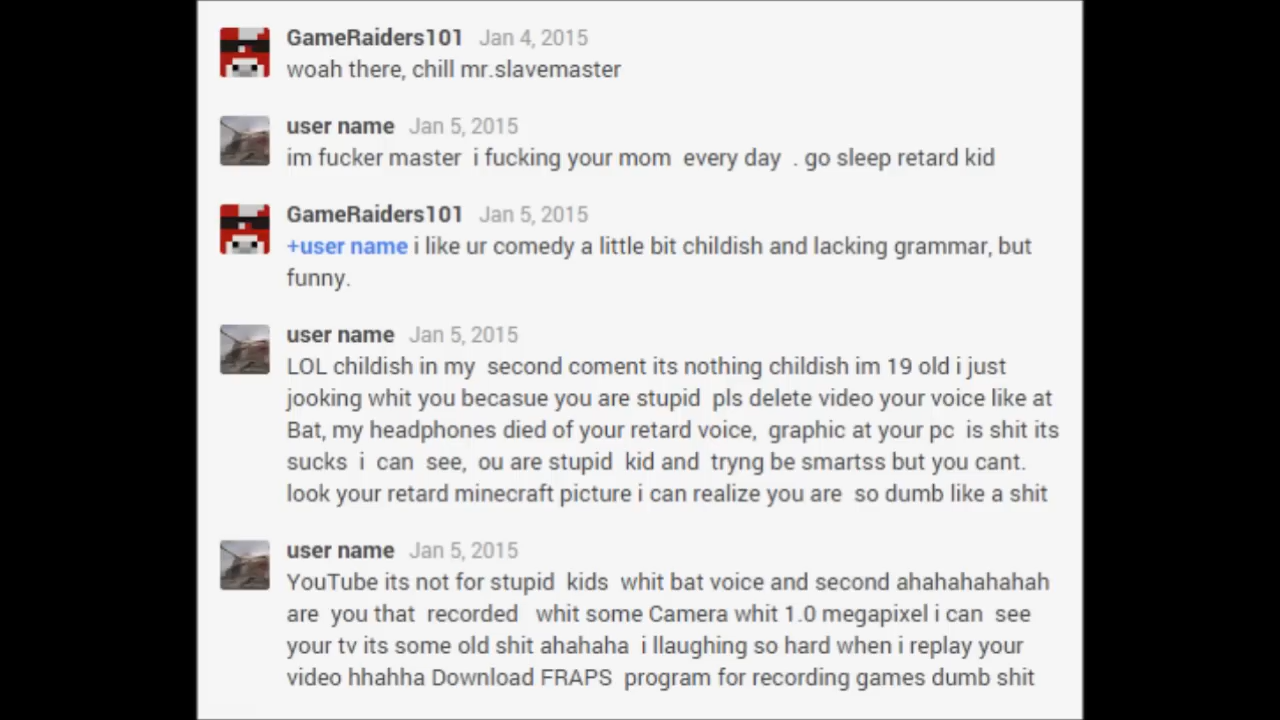 GameRaiders101 Jan 4, 2015
woah there, chill mr.slavemaster
user name Jan 5, 2015
im fucker master i fucking your mom every day . go sleep retard kid
GameRaiders101 Jan 5, 2015
+user name i like ur comedy a little bit childish and lacking grammar, but
funny.
user name Jan 5, 2015
LOL childish in my second coment its nothing childish im 19 old i just
jooking whit you becasue you are stupid pls delete video your voice like at
Bat, my headphones died of your retard voice, graphic at your pc is shit its
sucks i can see, ou are stupid kid and tryng be smartss but you cant.
look your retard minecraft picture i can realize you are so dumb like a shit
user name Jan 5, 2015
YouTube its not for stupid kids whit bat voice and second ahahahahahah
are you that recorded whit some Camera whit 1.0 megapixel i can see
your tv its some old shit ahahaha i llaughing so hard when i replay your
video hhahha Download FRAPS program for recording games dumb shit